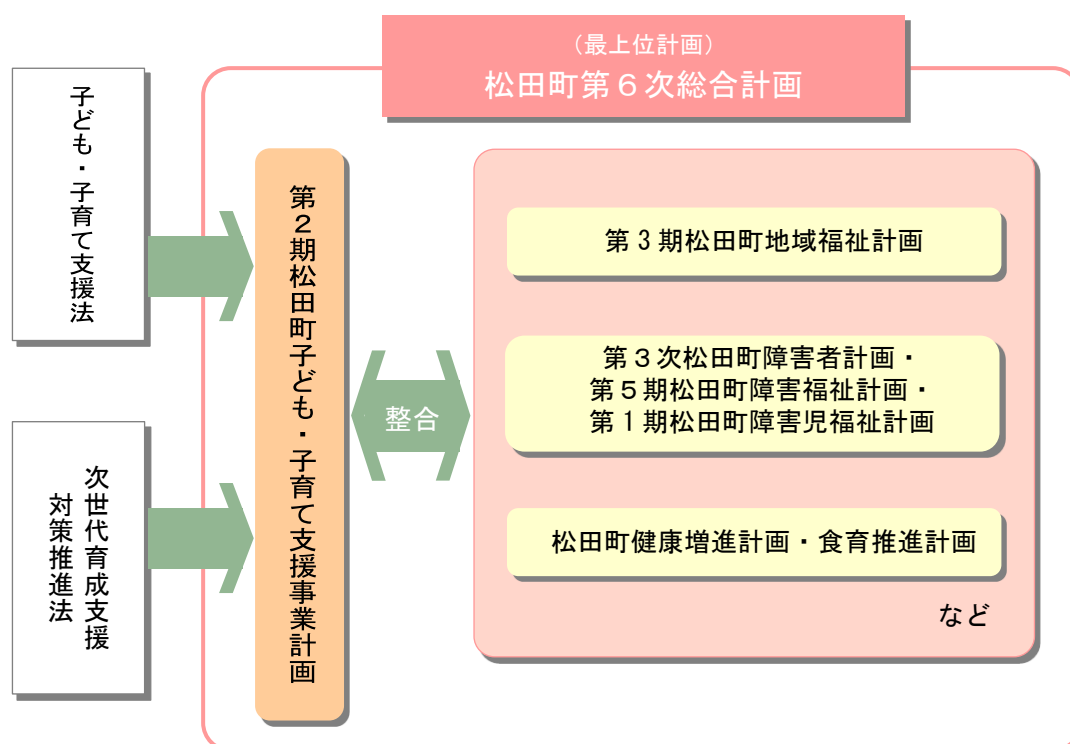 (最上位計画)
松田町第6次総合計画
子ども・子育て支援法
次世代育成支援
対策推進法
第2期松田町子ども・子育て支援事業計画
整合
第3期松田町地域福祉計画
第3次松田町障害者計画・
第5期松田町障害福祉計画・
第1期松田町障害児福祉計画
松田町健康増進計画・食育推進計画
など